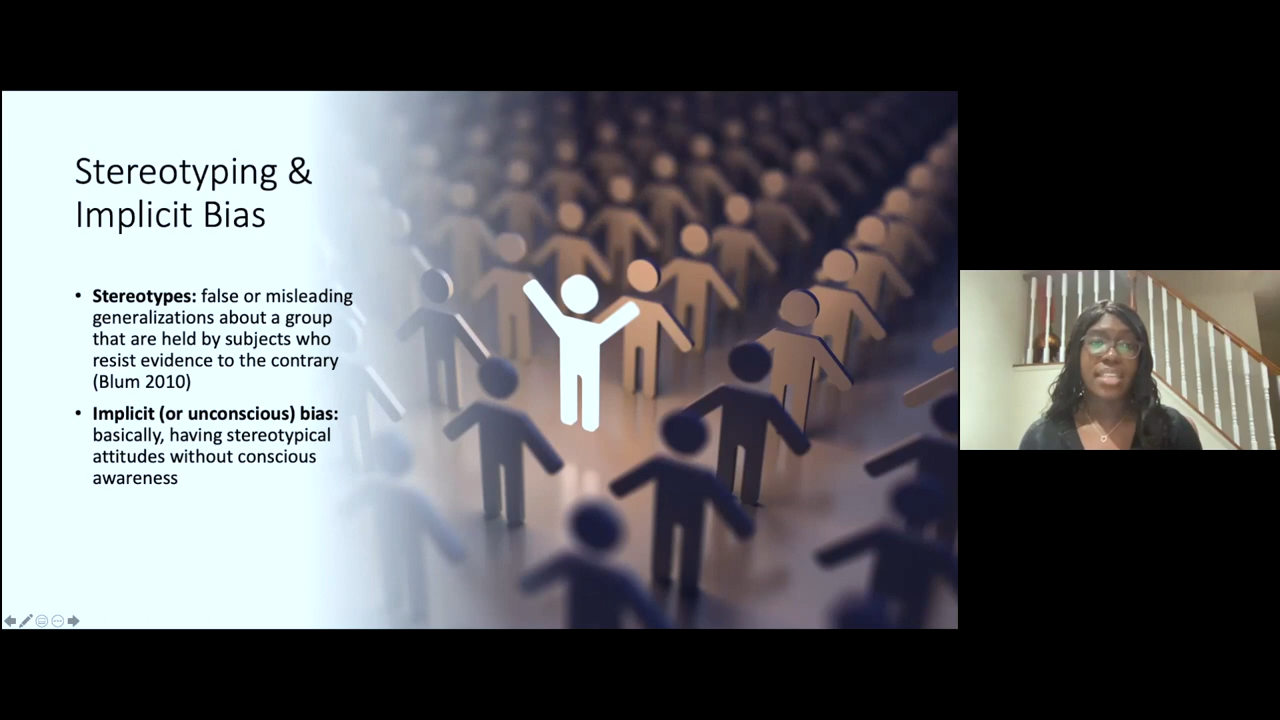 Stereotyping &
Implicit Bias
• Stereotypes: false or misleading
generalizations about a group
that are held by subjects who
resist evidence to the contrary
(Blum 2010)
• Implicit (or unconscious) bias:
basically, having stereotypical
attitudes without conscious
awareness